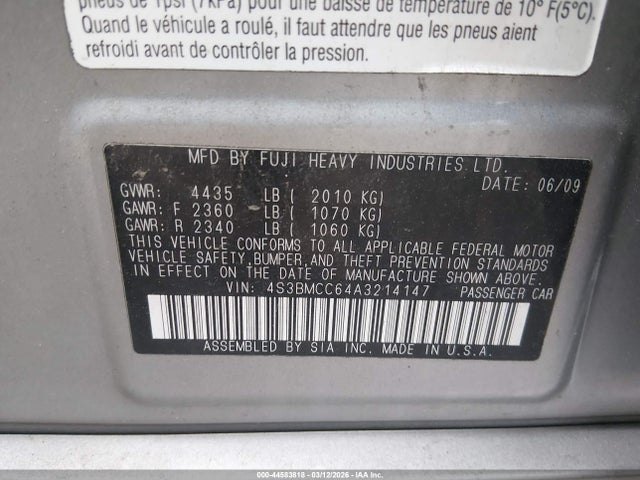 pneus de 1psi (7kPa) pour une baisse de température de 10° F(5°C).
Quand le véhicule a roulé, il faut attendre que les pneus aient
refroidi avant de contrôler la pression.
MFD BY FUJI HEAVY INDUSTRIES LTD.
DATE: 06/09
GVWR: 4435 LB ( 2010 KG)
GAWR: F 2360 LB ( 1070 KG)
GAWR: R 2340 LB ( 1060 KG)
THIS VEHICLE CONFORMS TO ALL APPLICABLE FEDERAL MOTOR
VEHICLE SAFETY, BUMPER, AND THEFT PREVENTION STANDARDS
IN EFFECT ON THE DATE OF MANUFACTURE SHOWN ABOVE.
VIN: 4S3BMCC64A3214147 PASSENGER CAR
ASSEMBLED BY SIA INC. MADE IN U.S.A.
000-44583818 - 03/12/2026 - IAA Inc.